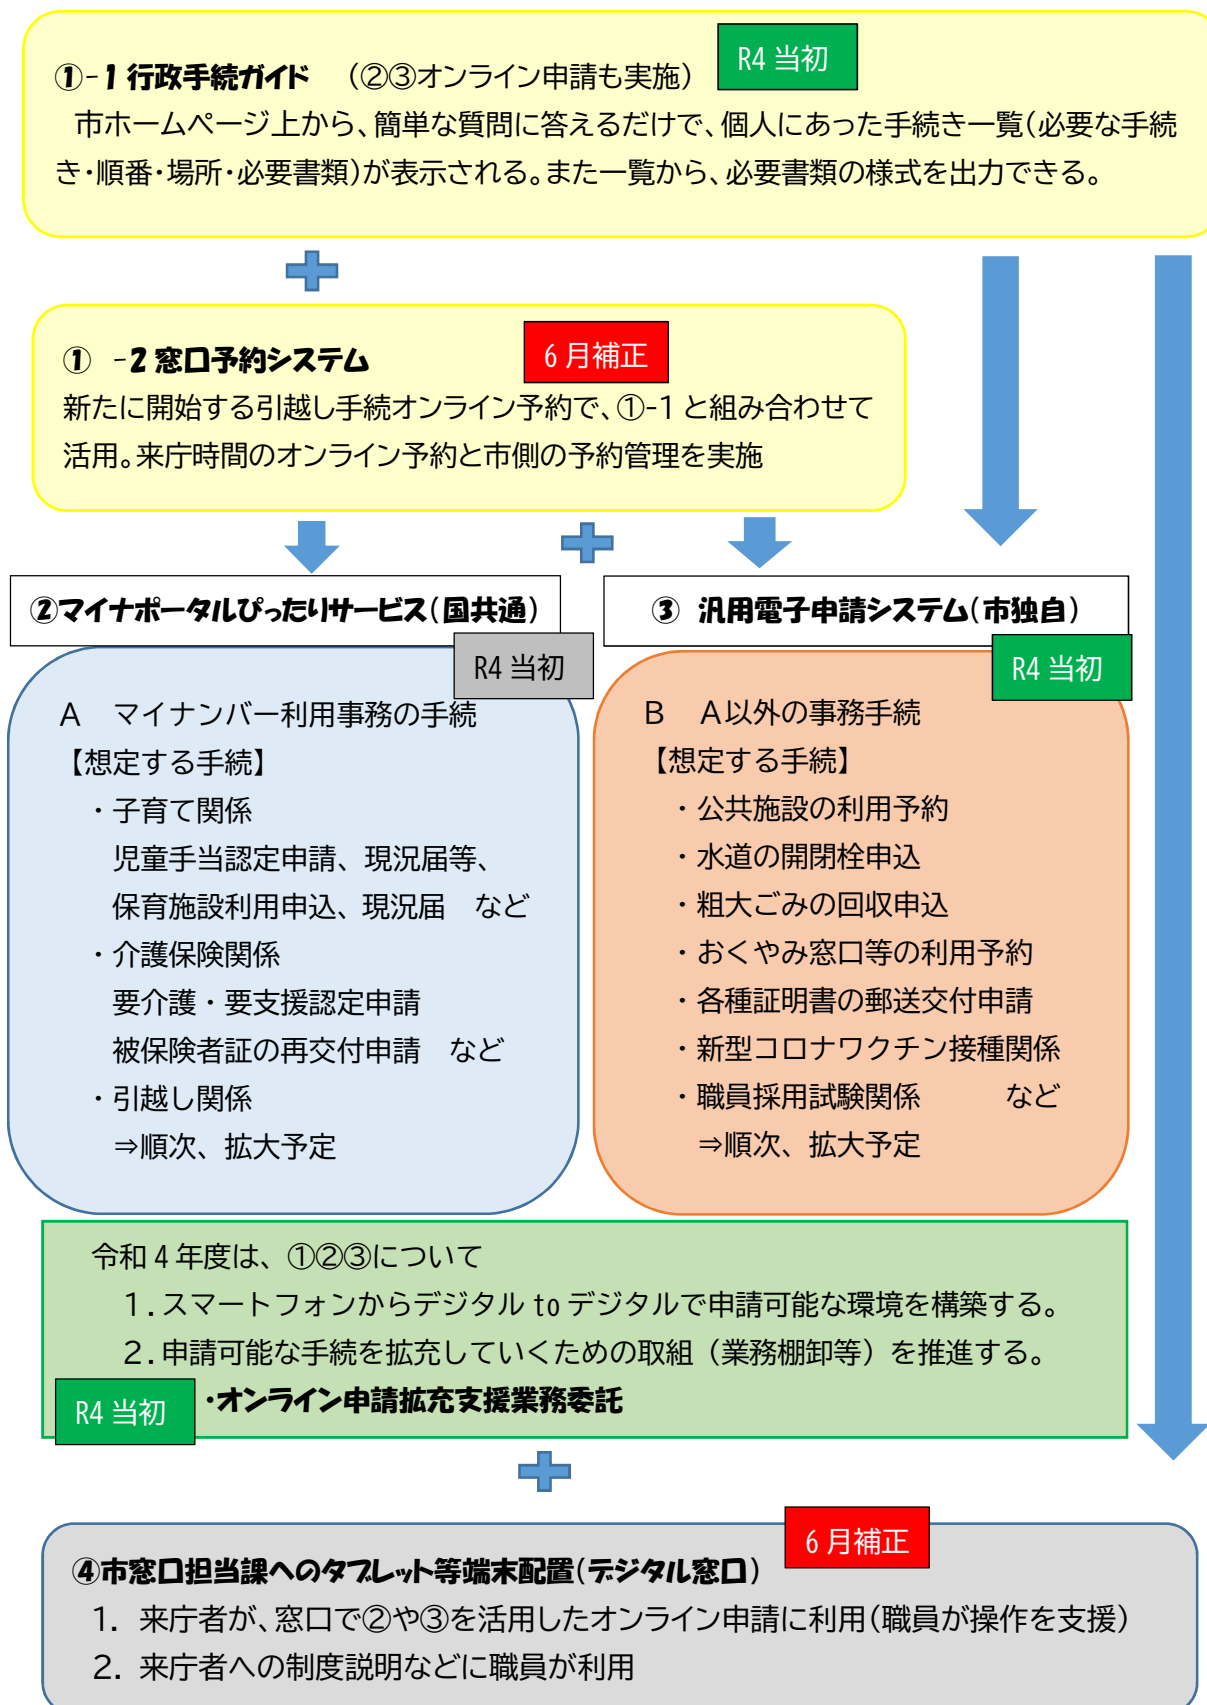 ①-1 行政手続ガイド （②③オンライン申請も実施）
R4 当初
市ホームページ上から、簡単な質問に答えるだけで、個人にあった手続き一覧（必要な手続
き・順番・場所・必要書類）が表示される。また一覧から、必要書類の様式を出力できる。
① -2 窓口予約システム
6 月補正
新たに開始する引越し手続オンライン予約で、①-1 と組み合わせて
活用。来庁時間のオンライン予約と市側の予約管理を実施
②マイナポータルぴったりサービス（国共通）
R4 当初
A　マイナンバー利用事務の手続
【想定する手続】
・子育て関係
児童手当認定申請、現況届等、
保育施設利用申込、現況届　など
・介護保険関係
要介護・要支援認定申請
被保険者証の再交付申請　など
・引越し関係
⇒順次、拡大予定
③ 汎用電子申請システム（市独自）
R4 当初
B　A以外の事務手続
【想定する手続】
・公共施設の利用予約
・水道の開閉栓申込
・粗大ごみの回収申込
・おくやみ窓口等の利用予約
・各種証明書の郵送交付申請
・新型コロナワクチン接種関係
・職員採用試験関係　　　など
⇒順次、拡大予定
令和 4 年度は、①②③について
１．スマートフォンからデジタル to デジタルで申請可能な環境を構築する。
２．申請可能な手続を拡充していくための取組（業務棚卸等）を推進する。
R4 当初
・オンライン申請拡充支援業務委託
6 月補正
④市窓口担当課へのタブレット等端末配置（デジタル窓口）
1. 来庁者が、窓口で②や③を活用したオンライン申請に利用（職員が操作を支援）
2. 来庁者への制度説明などに職員が利用